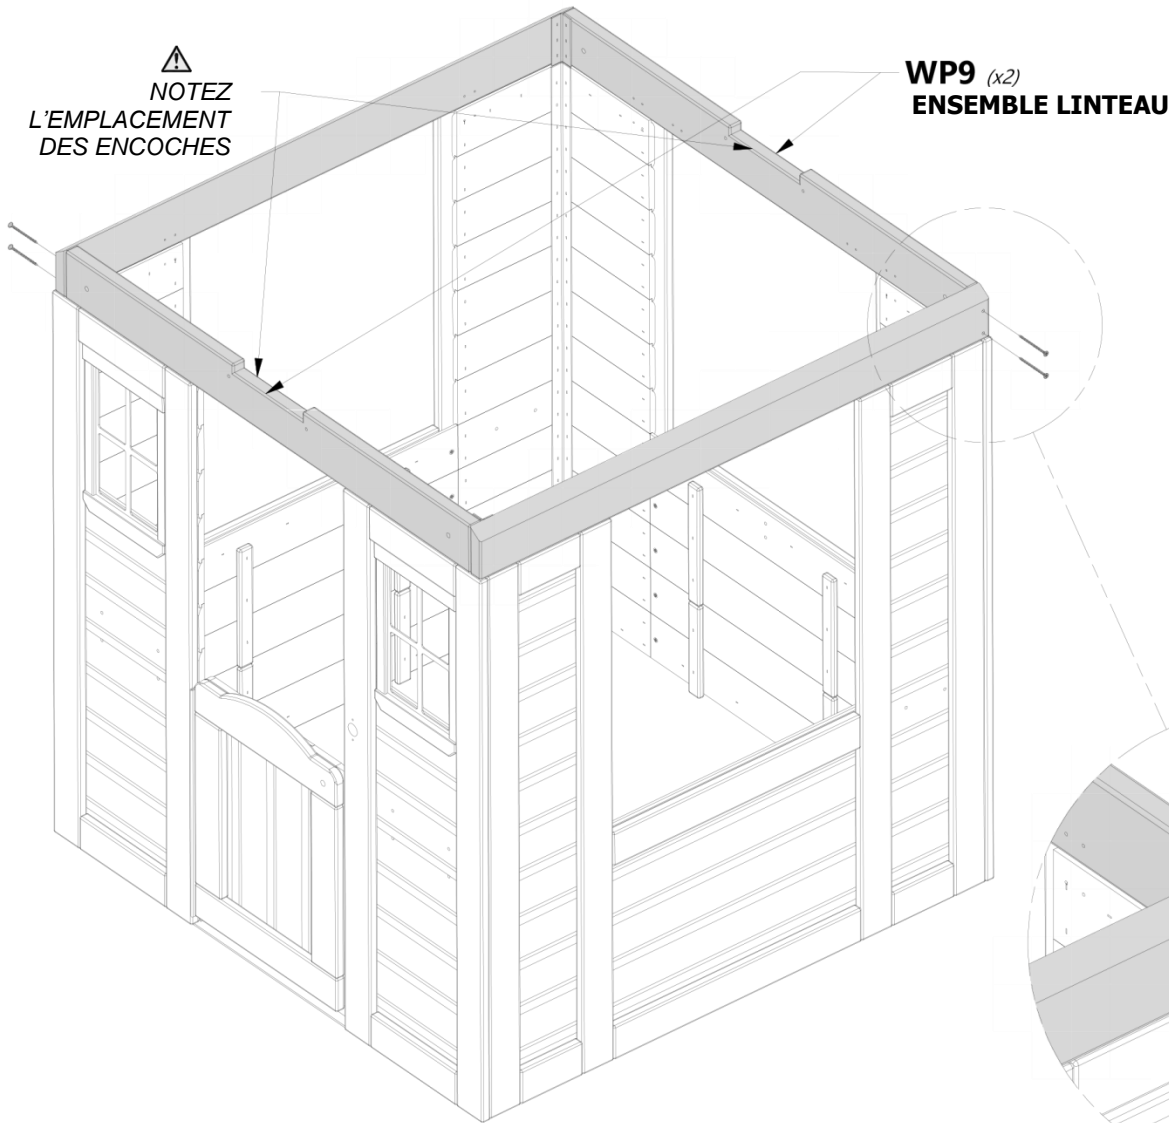 NOTEZ
L'EMPLACEMENT
DES ENCOCHES
WP9 (x2)
ENSEMBLE LINTEAU